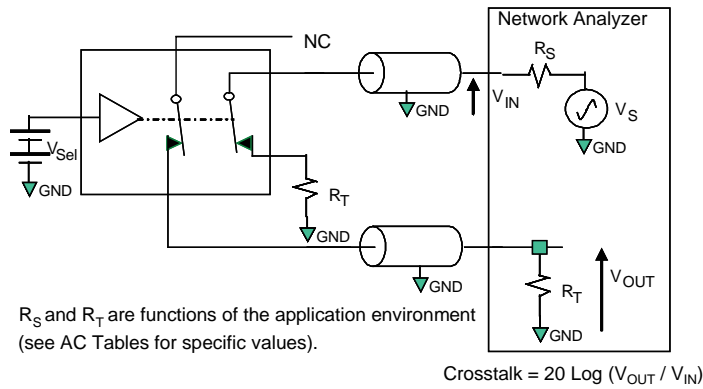 Network Analyzer
NC
R_S
V_IN
V_S
GND
GND
V_Sel
GND
R_T
GND
GND
R_T
V_OUT
GND
R_S and R_T are functions of the application environment
(see AC Tables for specific values).
Crosstalk = 20 Log (V_OUT / V_IN)